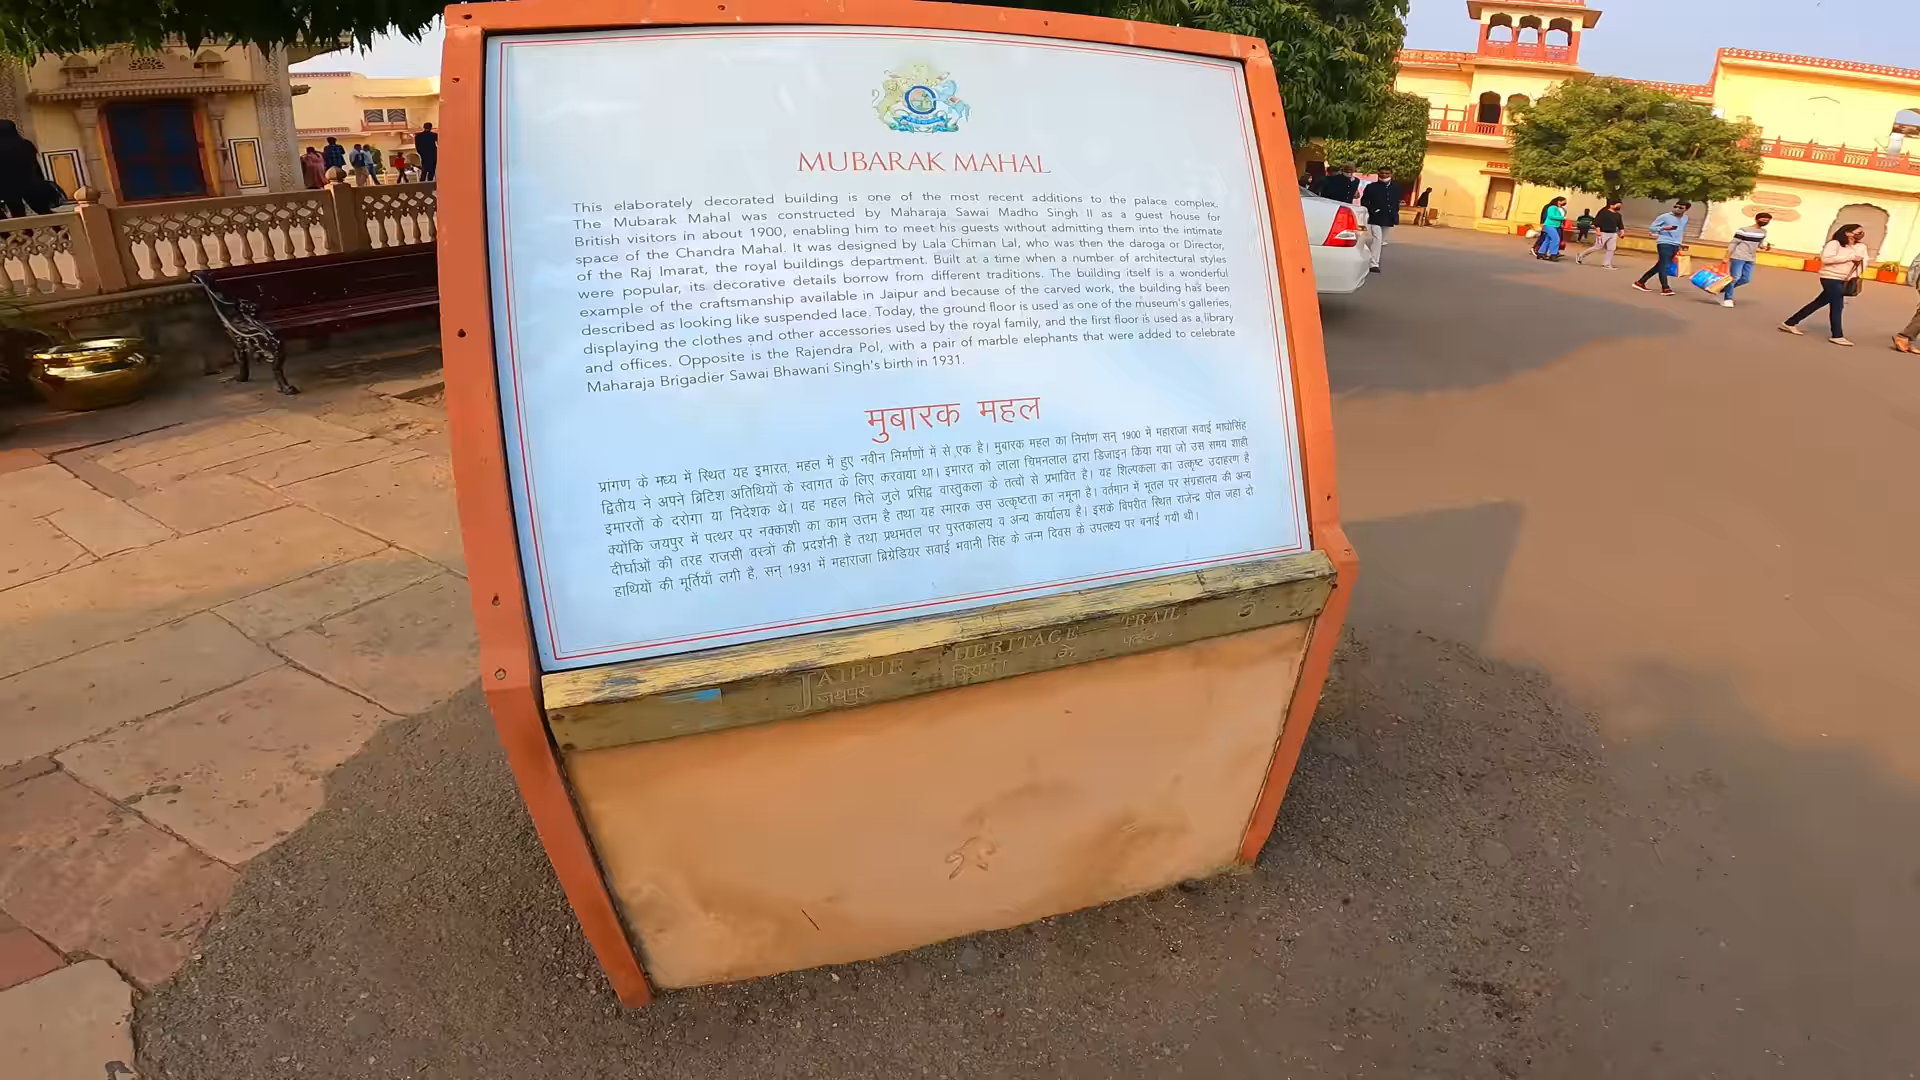 MUBARAK MAHAL
This elaborately decorated building is one of the most recent additions to the palace complex.
The Mubarak Mahal was constructed by Maharaja Sawai Madho Singh II as a guest house for
British visitors in about 1900, enabling him to meet his guests without admitting them into the intimate
space of the Chandra Mahal. It was designed by Lala Chiman Lal, who was then the daroga or Director,
of the Raj Imarat, the royal buildings department. Built at a time when a number of architectural styles
were popular, its decorative details borrow from different traditions. The building itself is a wonderful
example of the craftsmanship available in Jaipur and because of the carved work, the building has been
described as looking like suspended lace. Today, the ground floor is used as one of the museum's galleries,
displaying the clothes and other accessories used by the royal family, and the first floor is used as a library
and offices. Opposite is the Rajendra Pol, with a pair of marble elephants that were added to celebrate
Maharaja Brigadier Sawai Bhawani Singh's birth in 1931.
मुबारक महल
प्रांगण के मध्य में स्थित यह इमारत, महल में हुए नवीन निर्माणों में से एक है। मुबारक महल का निर्माण सन् 1900 में महाराजा सवाई माधोसिंह
द्वितीय ने अपने ब्रिटिश अतिथियों के स्वागत के लिए करवाया था। इमारत को लाला चिमनलाल द्वारा डिजाइन किया गया जो उस समय शाही
इमारतों के दरोगा या निदेशक थे। यह महल मिले जुले प्रसिद्व वास्तुकला के तत्वो से प्रभावित है। यह शिल्पकला का उत्कृष्ट उदाहरण है
क्योंकि जयपुर में पत्थर पर नक्काशी का काम उत्तम है तथा यह स्मारक उस उत्कृष्टता का नमूना है। वर्तमान में भूतल पर संग्रहालय की अन्य
दीर्घाओं की तरह राजसी वस्त्रों की प्रदर्शनी है तथा प्रथमतल पर पुस्तकालय व अन्य कार्यालय है। इसके विपरीत स्थित राजेन्द्र पोल जहा दो
हाथियों की मूर्तियाँ लगी है, सन् 1931 में महाराजा ब्रिग्रेडियर सवाई भवानी सिंह के जन्म दिवस के उपलक्ष्य पर बनाई गयी थी।
JAIPUR HERITAGE TRAIL
जयपुर विरासत के